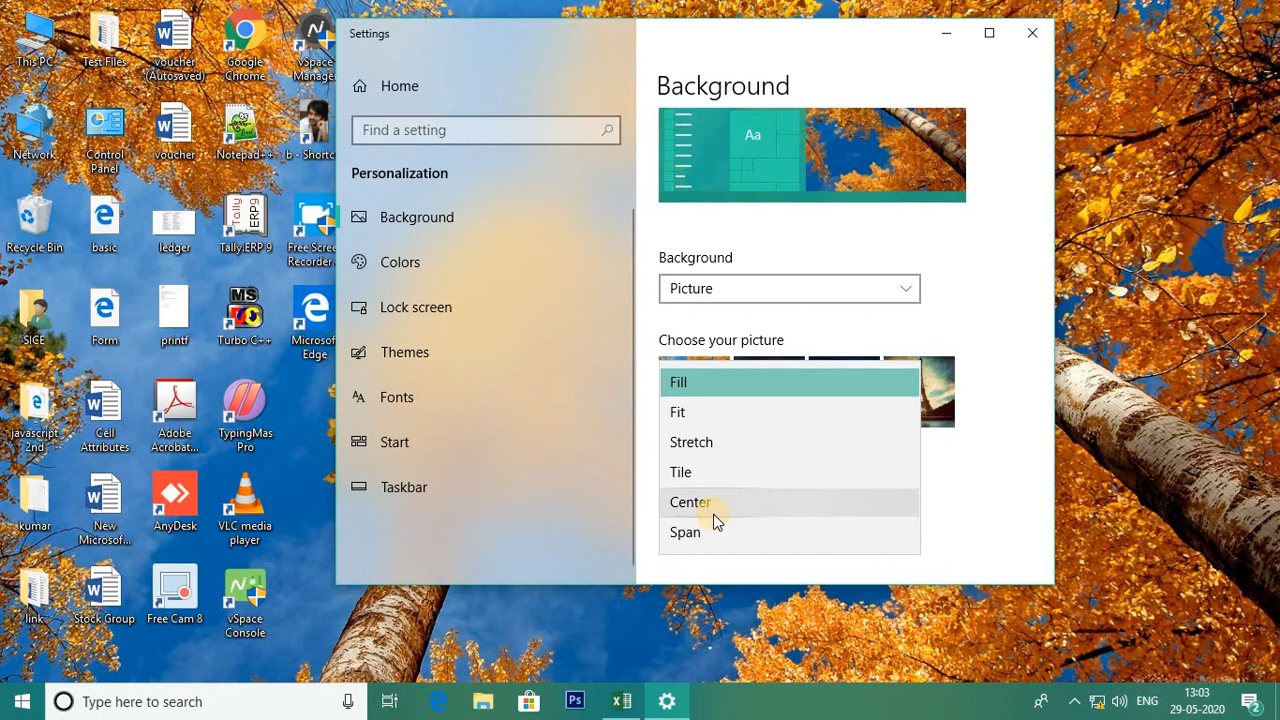 This PC
Test Files
voucher
(Autosaved)
Google
Chrome
vSpace
Manager
Network
Control
Panel
voucher
Notepad++
b - Shortc
Recycle Bin
basic
ledger
Tally.ERP 9
Free Scree
Recorder
SICE
Form
printf
MS
Turbo C++
Microsof
Edge
javascript
2nd
Cell
Attributes
Adobe
Acrobat...
TypingMas
Pro
kumar
New
Microsof...
AnyDesk
VLC media
player
link
Stock Group
Free Cam 8
vSpace
Console
Settings
Home
Find a setting
Personalization
Background
Colors
Lock screen
Themes
Fonts
Start
Taskbar
Background
Aa
Background
Picture
Choose your picture
Fill
Fit
Stretch
Tile
Center
Span
Type here to search
Ps
ENG
13:03
29-05-2020
2